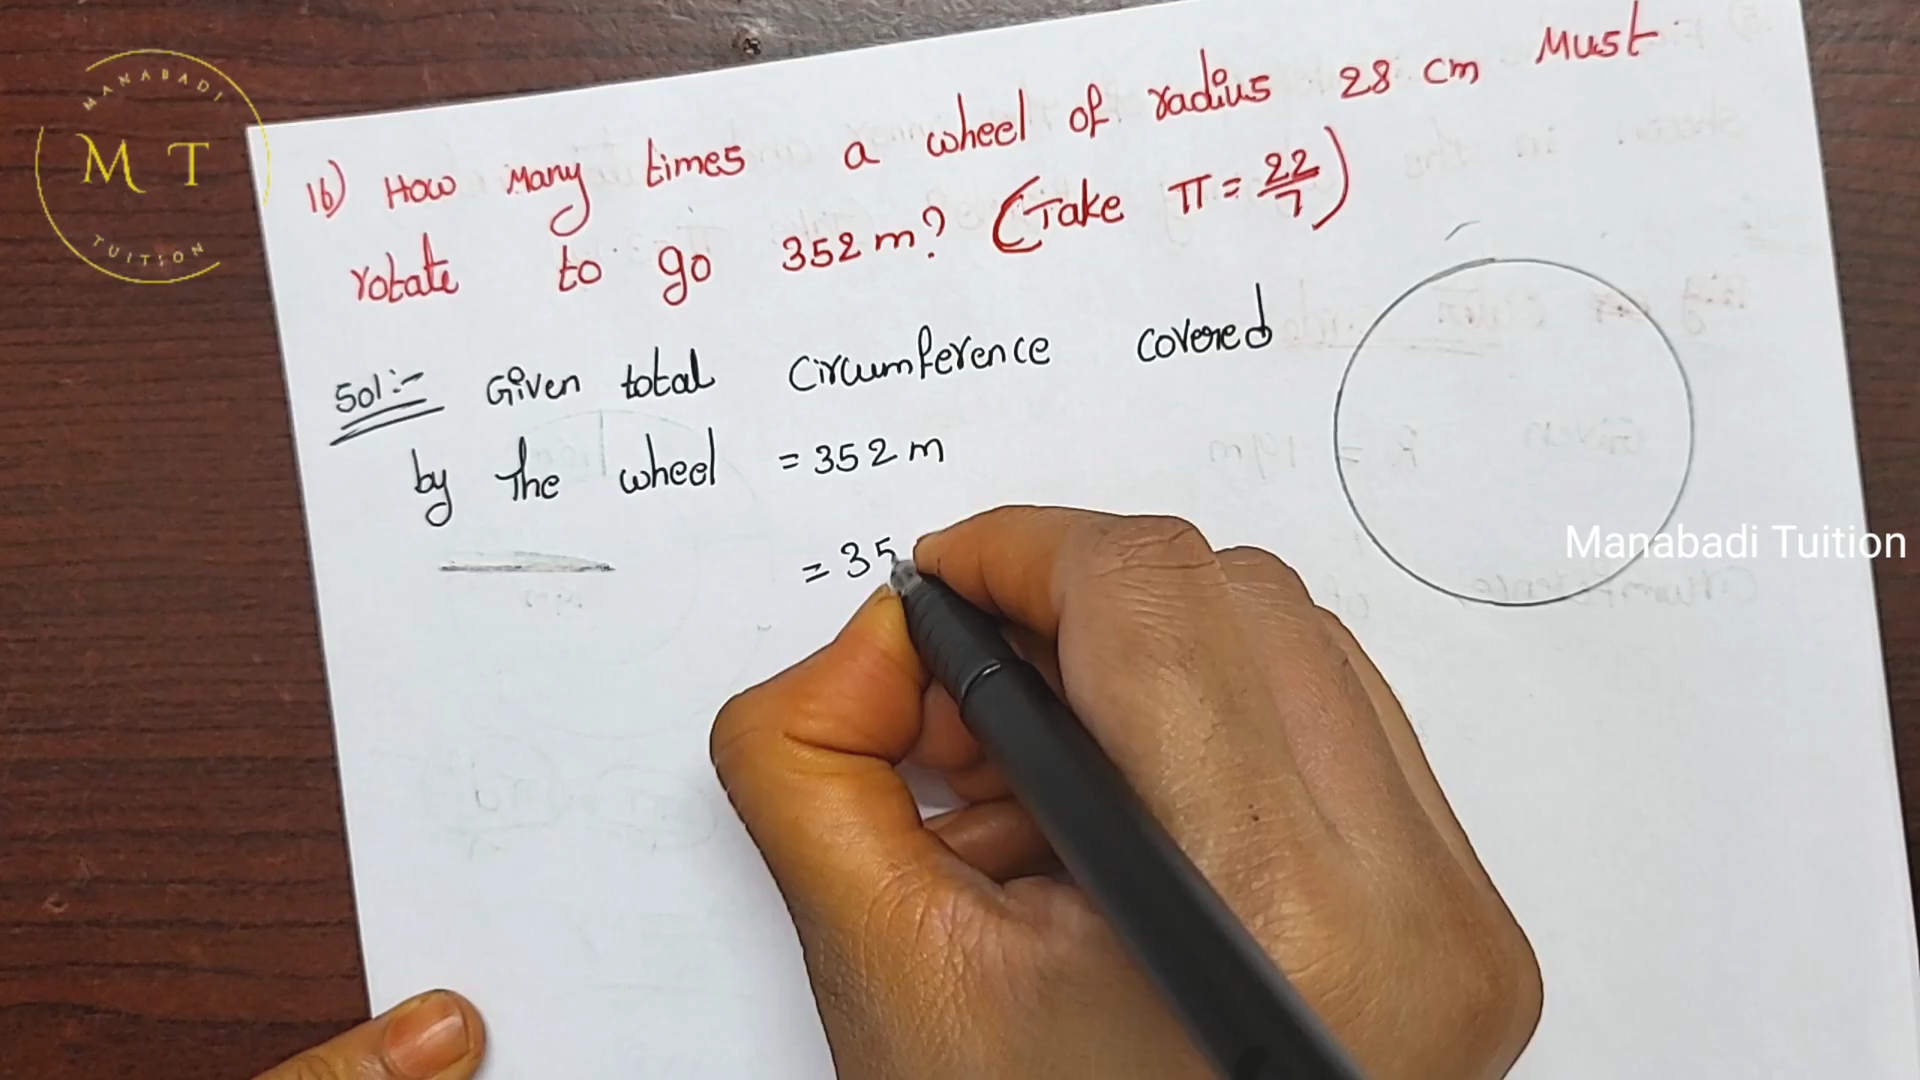 MANABADI
M T
TUITION
16) How Many times a wheel of radius 28 cm Must
rotate to go 352 m? (Take π = 22/7)
Sol:- Given total Circumference covered
by the wheel = 352 m
= 35
Manabadi Tuition